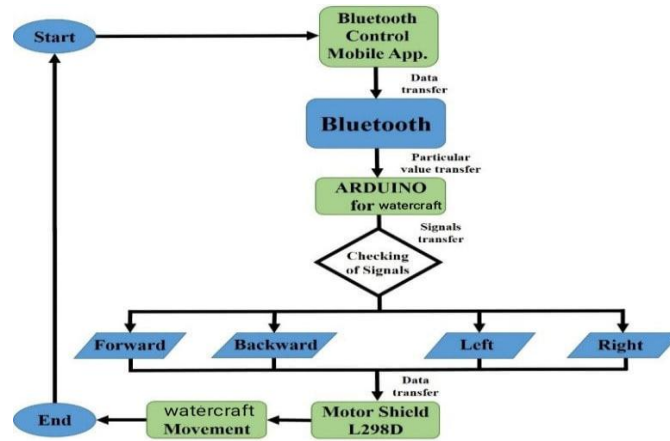 Start
Bluetooth
Control
Mobile App.
Data
transfer
Bluetooth
Particular
value transfer
ARDUINO
for watercraft
Signals
transfer
Checking
of Signals
Forward
Backward
Left
Right
Data
transfer
End
watercraft
Movement
Motor Shield
L298D